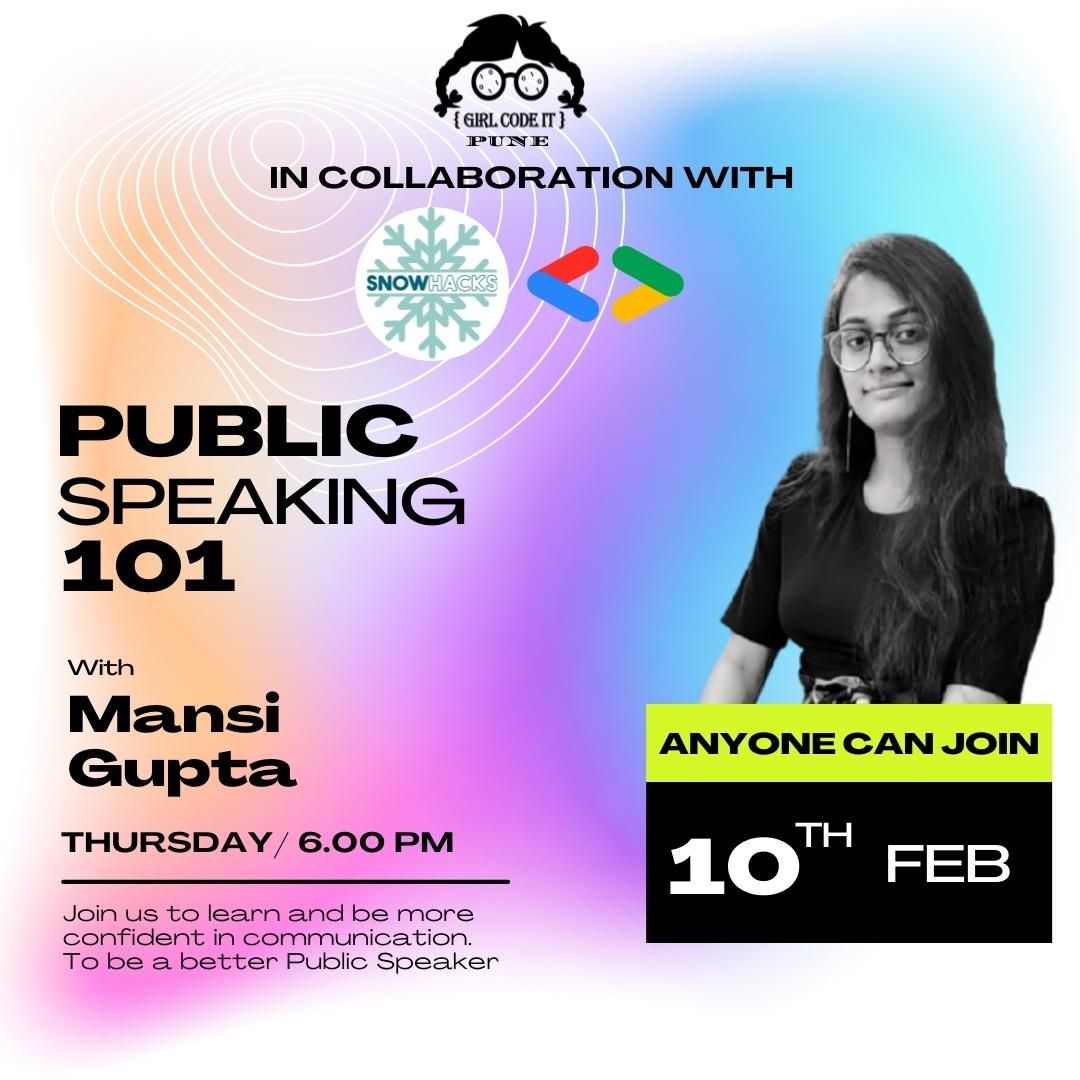 { GIRL CODE IT }
PUNE
IN COLLABORATION WITH
SNOWHACKS
PUBLIC
SPEAKING
101
With
Mansi
Gupta
THURSDAY/ 6.00 PM
Join us to learn and be more
confident in communication.
To be a better Public Speaker
ANYONE CAN JOIN
10TH FEB